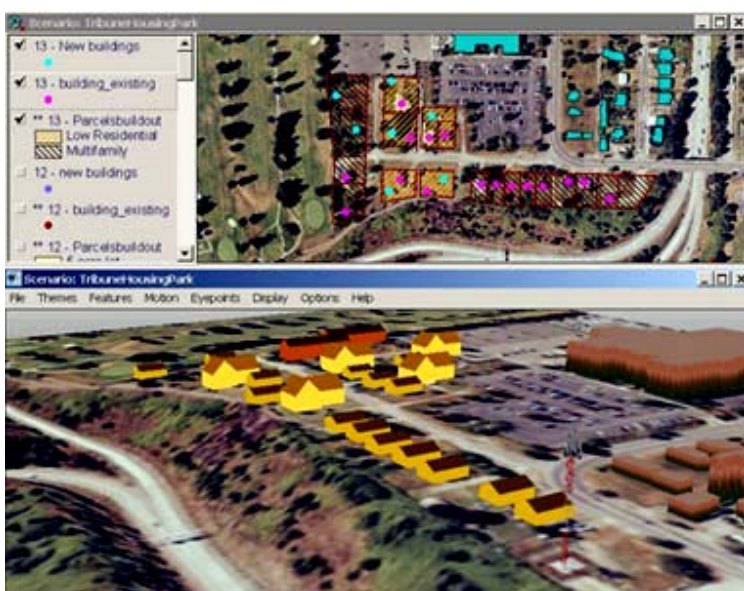 Scenario: TribuneHousingPark
13 - New buildings
13 - building_existing
** 13 - Parcelsbuildout
Low Residential
Multifamily
12 - new buildings
** 12 - building_existing
** 12 - Parcelsbuildout
Scenario: TribuneHousingPark
File Themes Features Motion Eyepoints Display Options Help